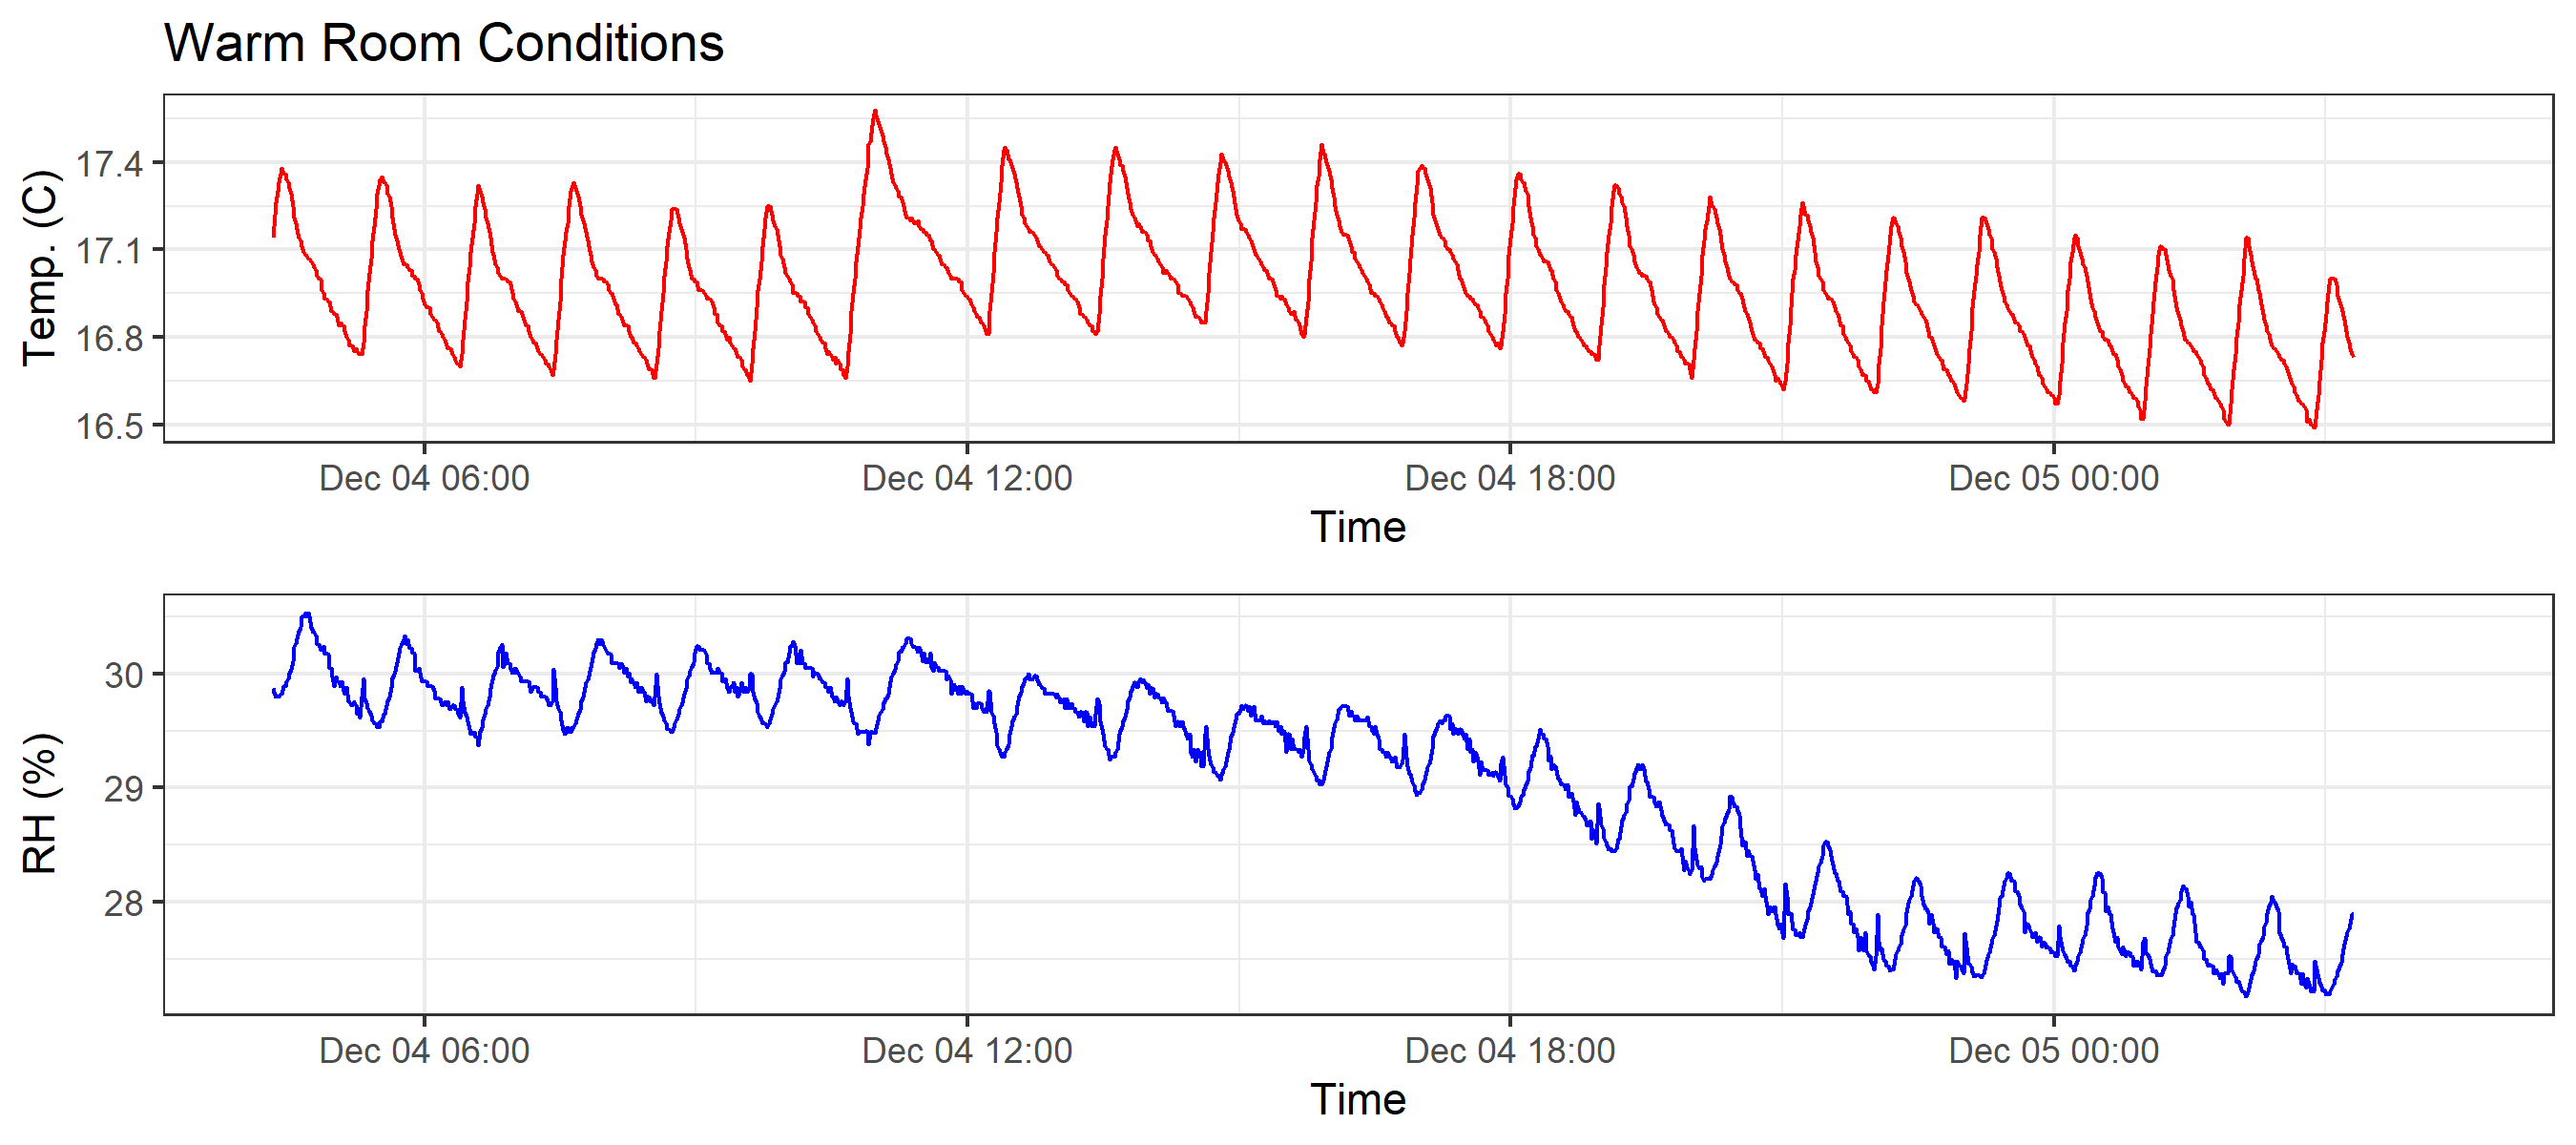 Warm Room Conditions
Temp. (C)
17.4
17.1
16.8
16.5
Dec 04 06:00 Dec 04 12:00 Dec 04 18:00 Dec 05 00:00
Time
RH (%)
30
29
28
Dec 04 06:00 Dec 04 12:00 Dec 04 18:00 Dec 05 00:00
Time